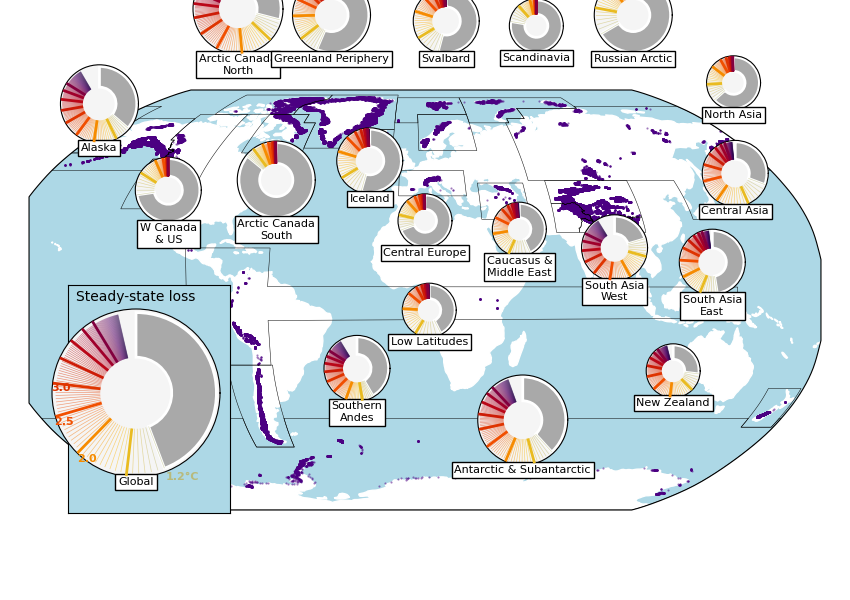 Arctic Canad
North
Greenland Periphery
Svalbard
Scandinavia
Russian Arctic
North Asia
Alaska
Central Asia
Iceland
W Canada
& US
Arctic Canada
South
Central Europe
Caucasus &
Middle East
South Asia
West
South Asia
East
Steady-state loss
Low Latitudes
3.0
2.5
2.0
1.2°C
Global
Southern
Andes
New Zealand
Antarctic & Subantarctic